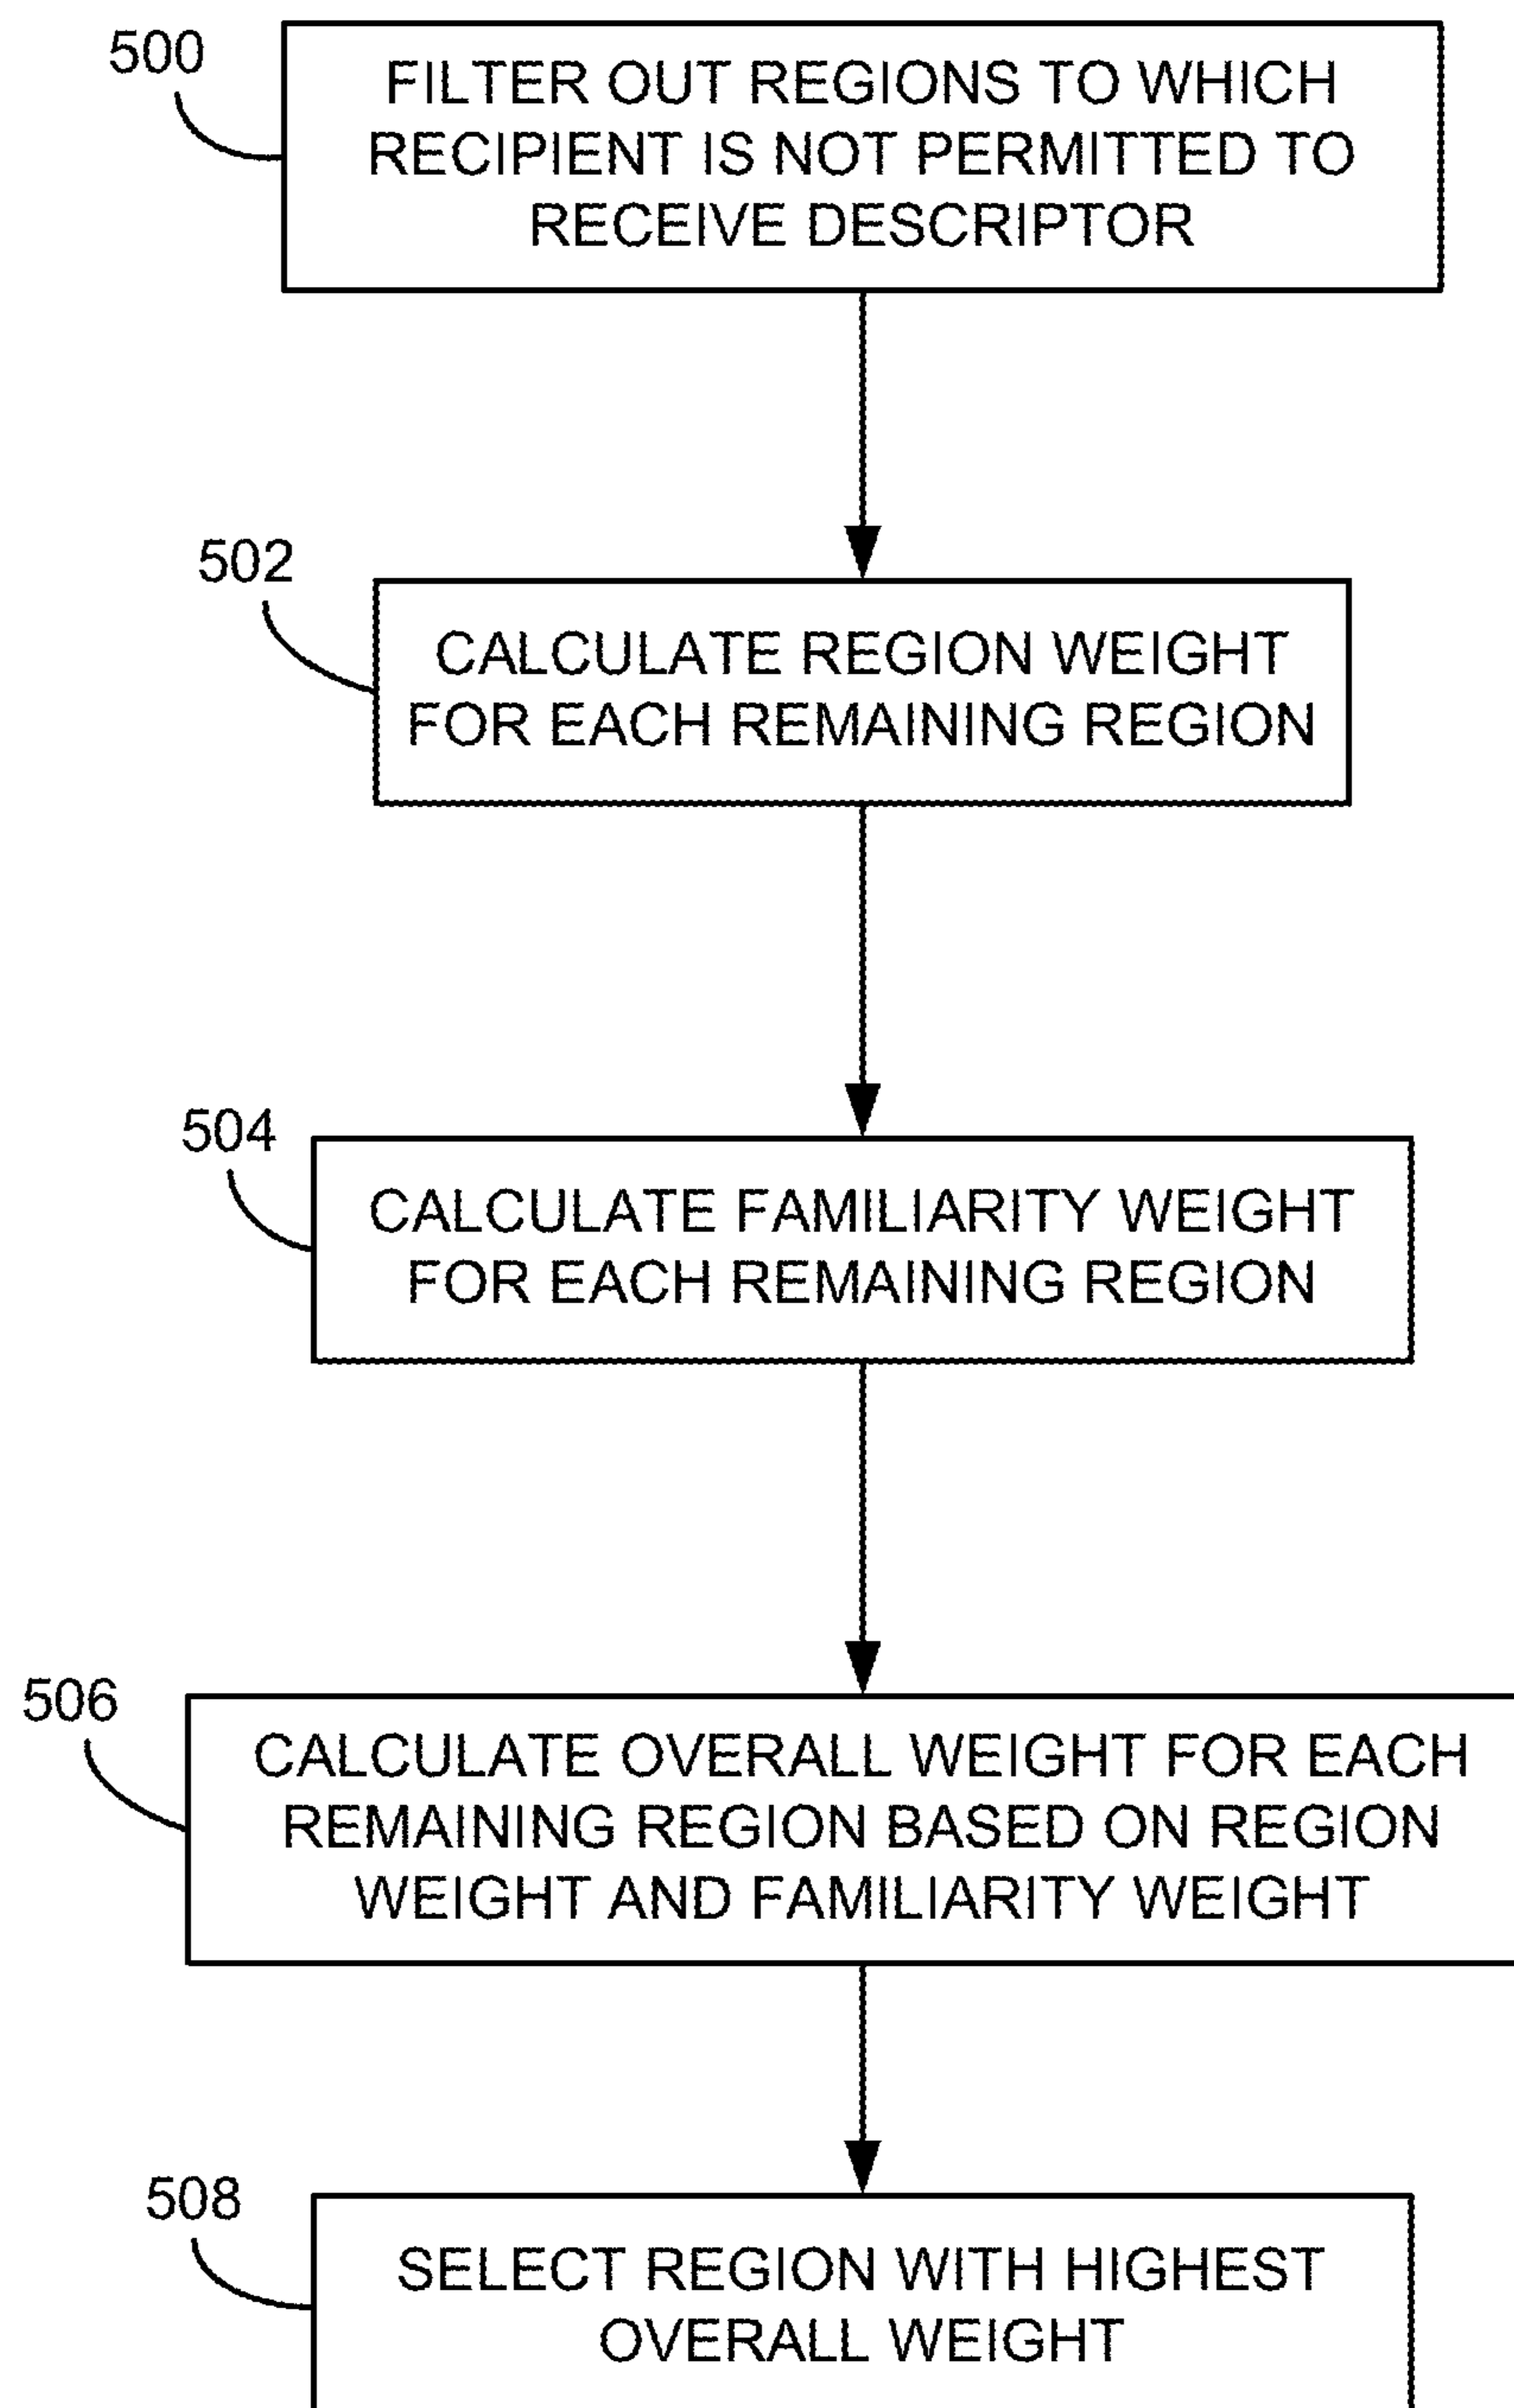 500
FILTER OUT REGIONS TO WHICH
RECIPIENT IS NOT PERMITTED TO
RECEIVE DESCRIPTOR
502
CALCULATE REGION WEIGHT
FOR EACH REMAINING REGION
504
CALCULATE FAMILIARITY WEIGHT
FOR EACH REMAINING REGION
506
CALCULATE OVERALL WEIGHT FOR EACH
REMAINING REGION BASED ON REGION
WEIGHT AND FAMILIARITY WEIGHT
508
SELECT REGION WITH HIGHEST
OVERALL WEIGHT